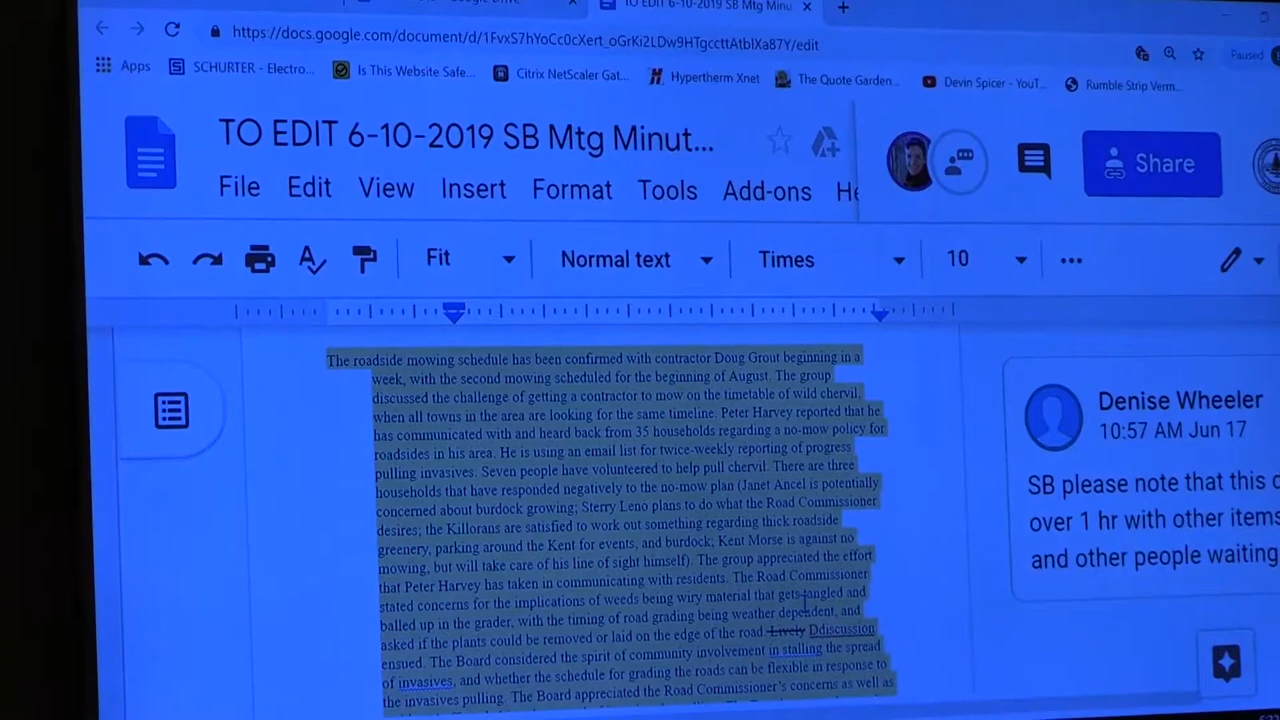 TO EDIT 6-10-2019 SB Mtg Minu
https://docs.google.com/document/d/1FvxS7hYoCc0cXert_oGrKi2LDw9HTgccttAtblXa87Y/edit
Paused
Apps SCHURTER - Electro... Is This Website Safe... Citrix NetScaler Gat... Hypertherm Xnet The Quote Garden... Devin Spicer - YouT... Rumble Strip Verm...
TO EDIT 6-10-2019 SB Mtg Minut...
Share
File Edit View Insert Format Tools Add-ons He
Fit Normal text Times 10
The roadside mowing schedule has been confirmed with contractor Doug Grout beginning in a
week, with the second mowing scheduled for the beginning of August. The group
discussed the challenge of getting a contractor to mow on the timetable of wild chervil,
when all towns in the area are looking for the same timeline. Peter Harvey reported that he
has communicated with and heard back from 35 households regarding a no-mow policy for
roadsides in his area. He is using an email list for twice-weekly reporting of progress
pulling invasives. Seven people have volunteered to help pull chervil. There are three
households that have responded negatively to the no-mow plan (Janet Ancel is potentially
concerned about burdock growing; Sterry Leno plans to do what the Road Commissioner
desires; the Killorans are satisfied to work out something regarding thick roadside
greenery, parking around the Kent for events, and burdock; Kent Morse is against no
mowing, but will take care of his line of sight himself). The group appreciated the effort
that Peter Harvey has taken in communicating with residents. The Road Commissioner
stated concerns for the implications of weeds being wiry material that gets tangled and
balled up in the grader, with the timing of road grading being weather dependent, and
asked if the plants could be removed or laid on the edge of the road. Lively Ddiscussion
ensued. The Board considered the spirit of community involvement in stalling the spread
of invasives, and whether the schedule for grading the roads can be flexible in response to
the invasives pulling. The Board appreciated the Road Commissioner's concerns as well as
Denise Wheeler
10:57 AM Jun 17
SB please note that this
over 1 hr with other items
and other people waiting